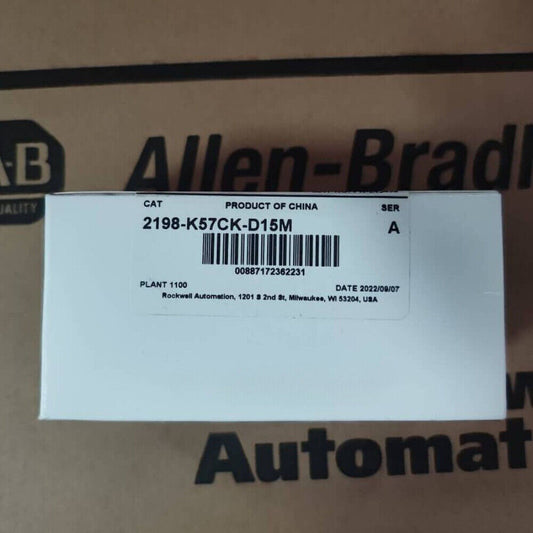 A-B
QUALITY
Allen-Bradl
CAT PRODUCT OF CHINA SER
2198-K57CK-D15M A
00887172362231
PLANT 1100 DATE 2022/09/07
Rockwell Automation, 1201 S 2nd St, Milwaukee, WI 53204, USA
Automat